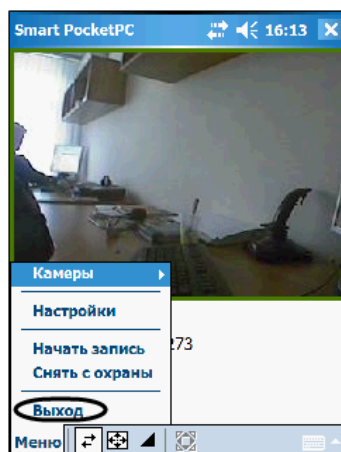 Smart PocketPC 16:13
Камеры
Настройки
273
Начать запись
Снять с охраны
Выход
Меню